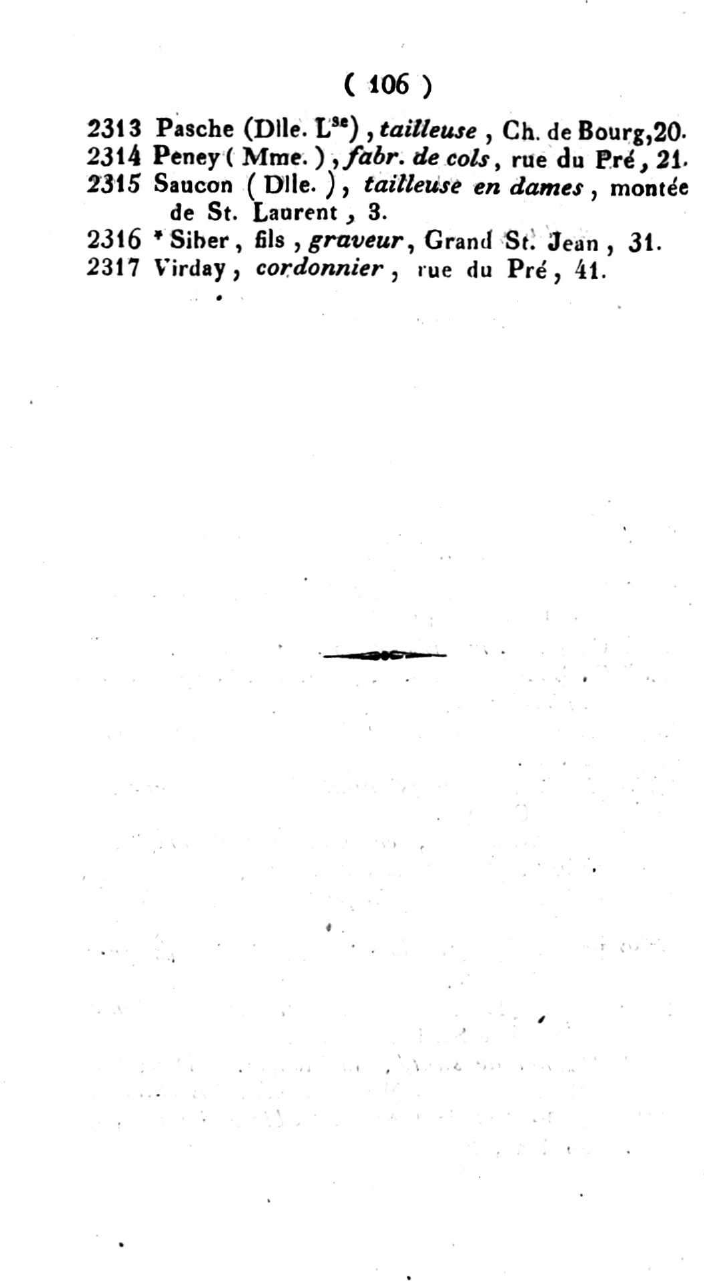 ( 106 )
2313 Pasche (Dlle. Lse), tailleuse, Ch. de Bourg, 20.
2314 Peney ( Mme. ), fabr. de cols, rue du Pré, 21.
2315 Saucon ( Dlle. ), tailleuse en dames, montée
de St. Laurent, 3.
2316 * Siber, fils, graveur, Grand St. Jean, 31.
2317 Virday, cordonnier, rue du Pré, 41.